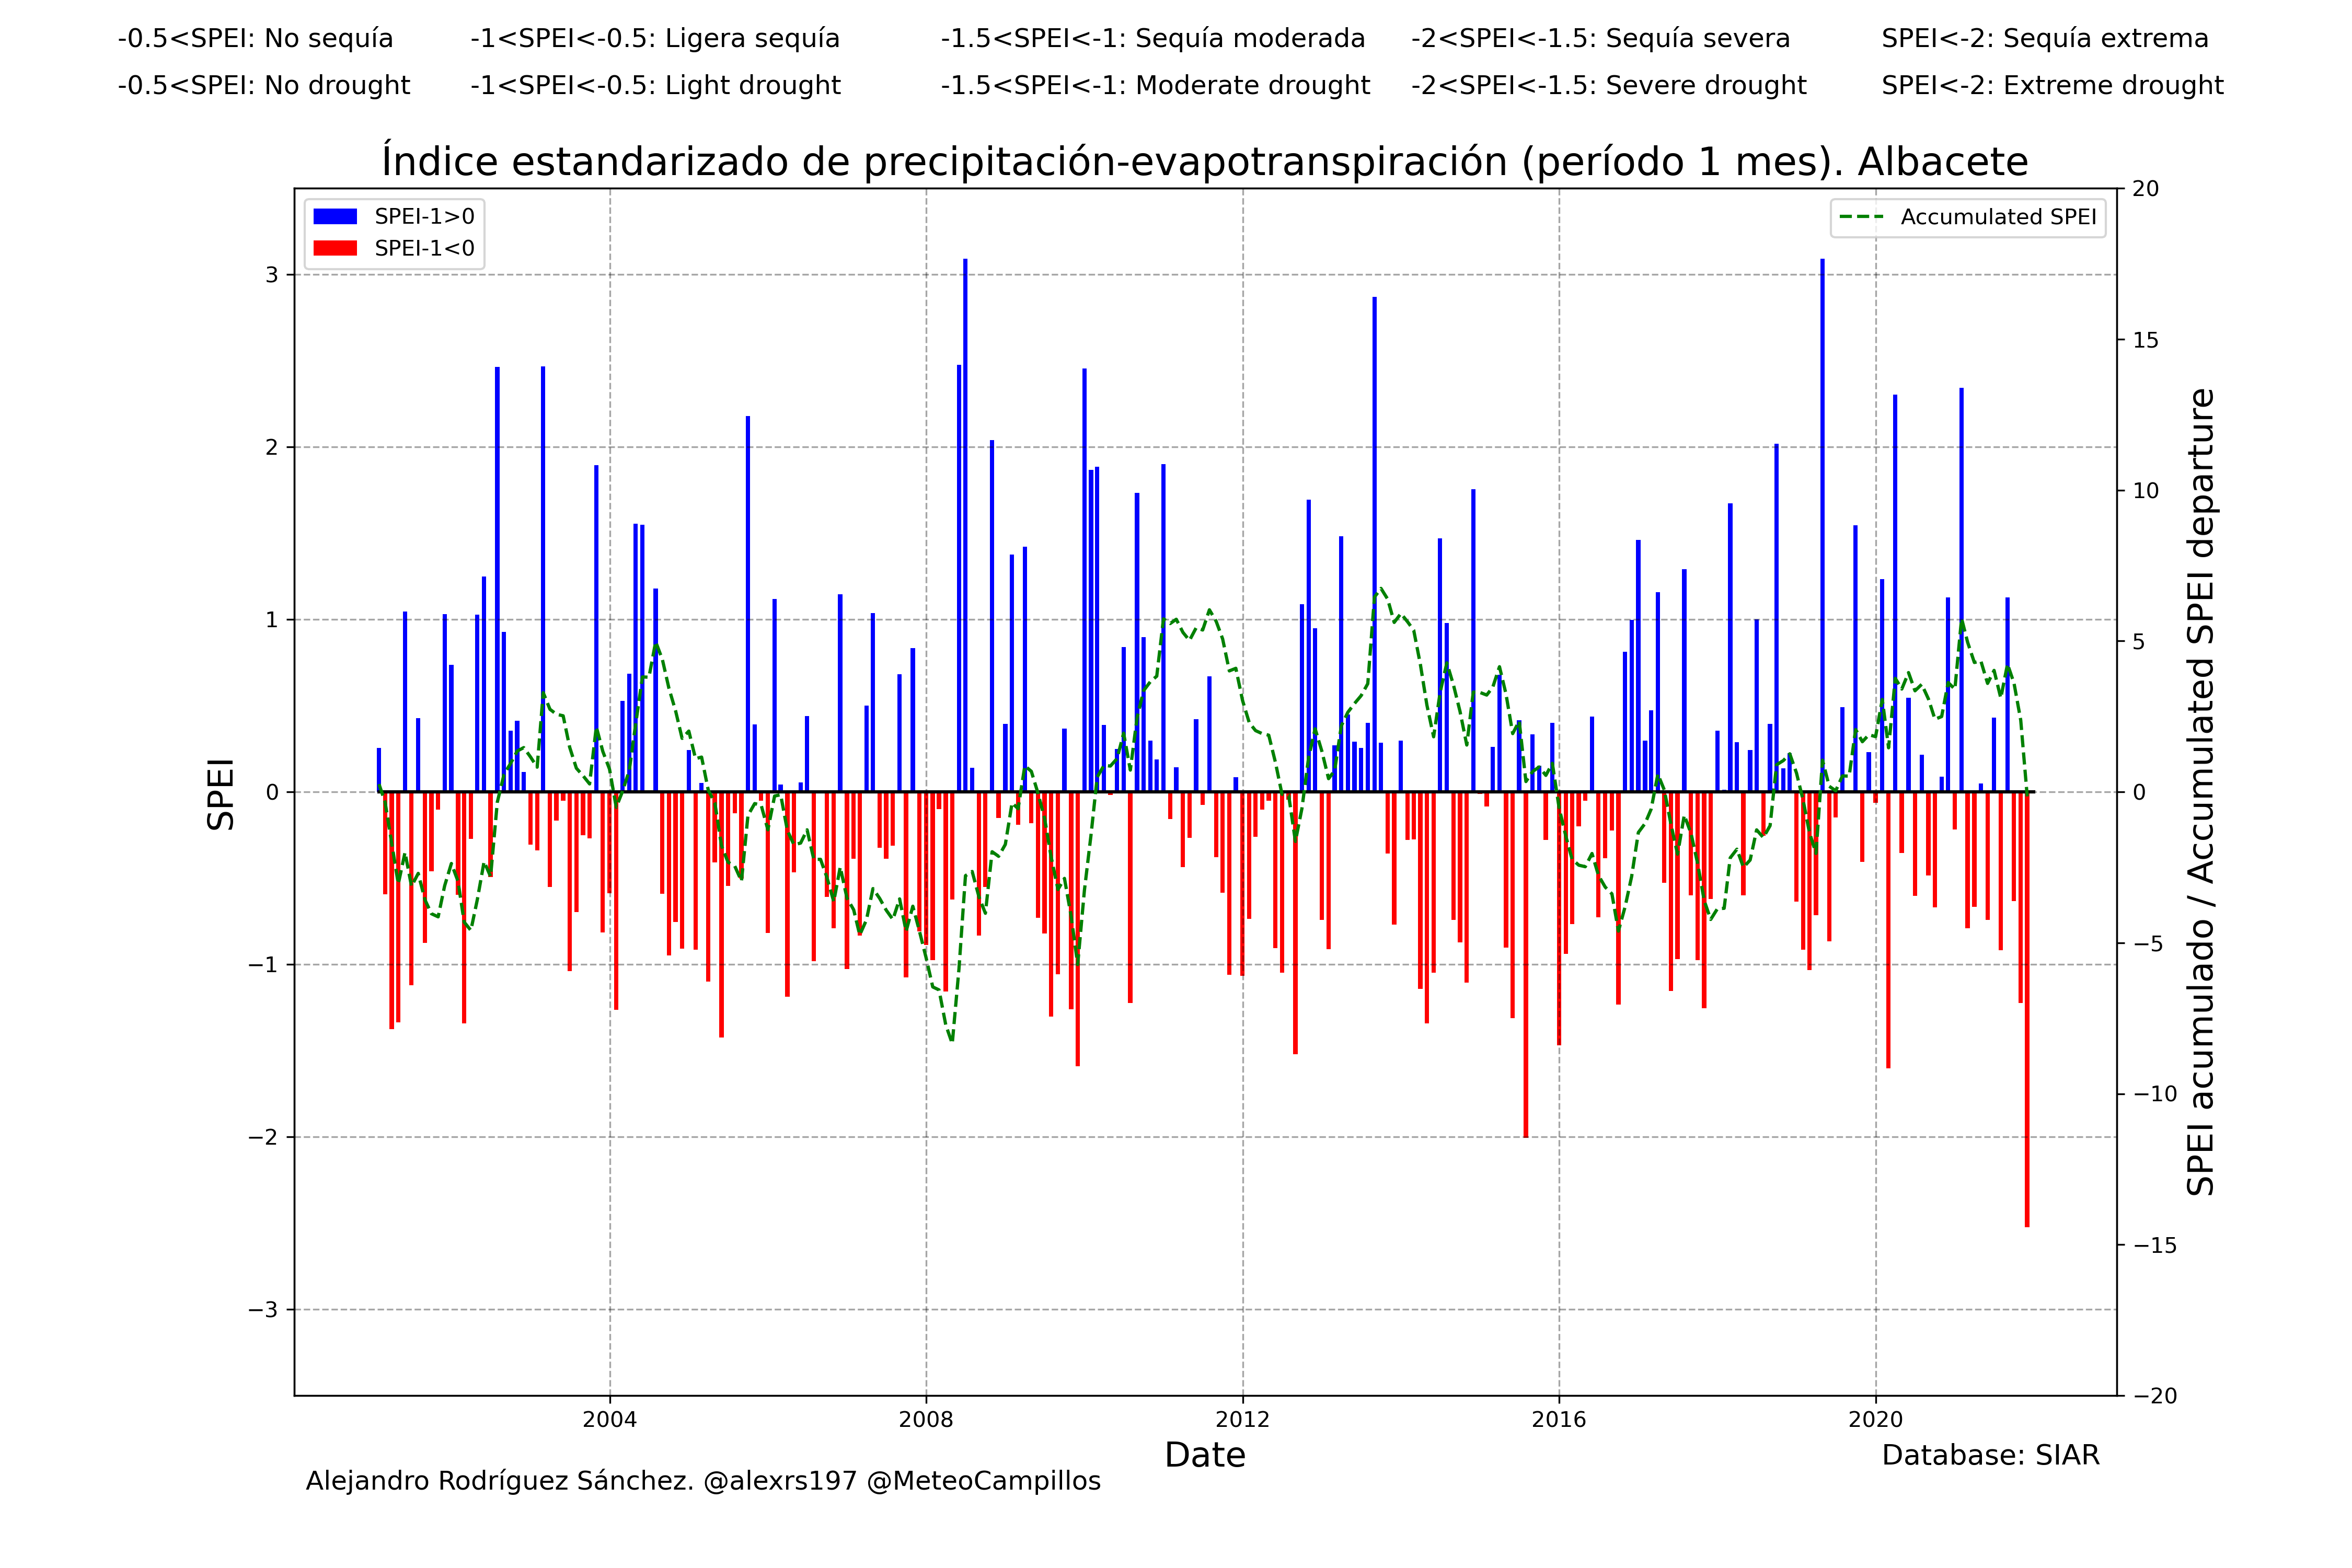 -0.5<SPEI: No sequía -1<SPEI<-0.5: Ligera sequía -1.5<SPEI<-1: Sequía moderada -2<SPEI<-1.5: Sequía severa SPEI<-2: Sequía extrema
-0.5<SPEI: No drought -1<SPEI<-0.5: Light drought -1.5<SPEI<-1: Moderate drought -2<SPEI<-1.5: Severe drought SPEI<-2: Extreme drought
Índice estandarizado de precipitación-evapotranspiración (período 1 mes). Albacete
SPEI-1>0
SPEI-1<0
Accumulated SPEI
SPEI
3
2
1
0
−1
−2
−3
20
15
10
5
0
−5
−10
−15
−20
SPEI acumulado / Accumulated SPEI departure
2004 2008 2012 2016 2020
Date
Database: SIAR
Alejandro Rodríguez Sánchez. @alexrs197 @MeteoCampillos